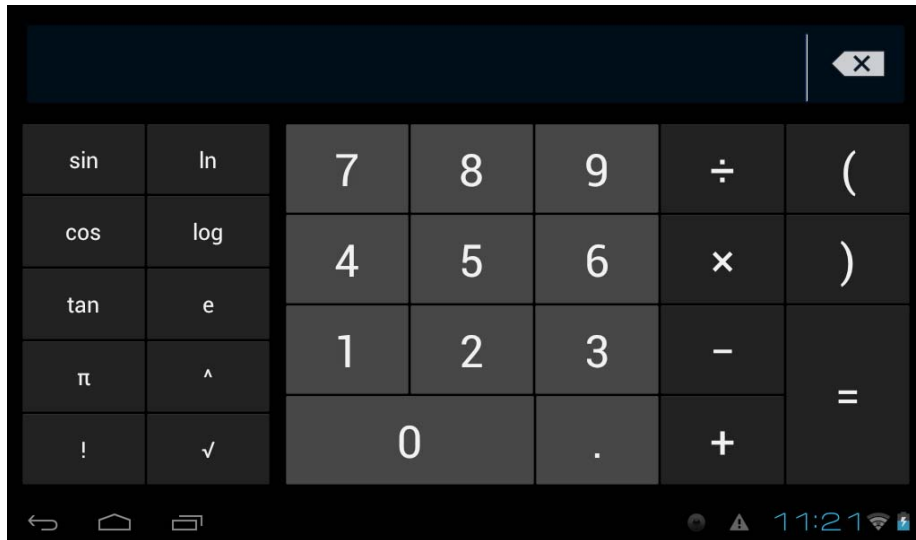 sin ln 7 8 9 ÷ (
cos log 4 5 6 × )
tan e 1 2 3 − =
π ^ 0 . +
! √
11:21